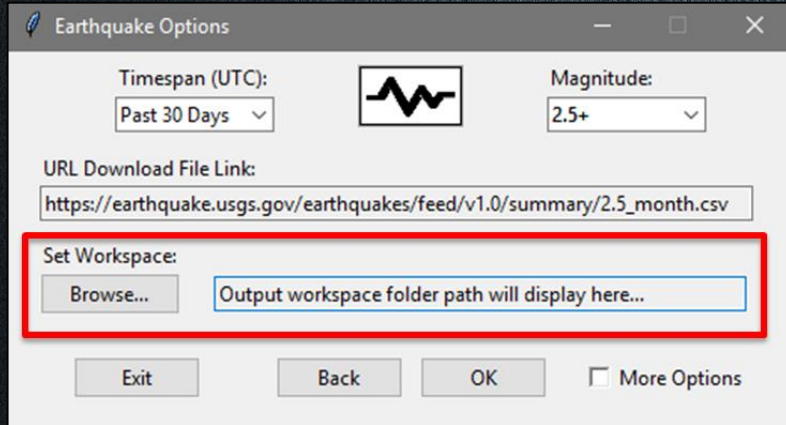 Earthquake Options
Timespan (UTC):
Magnitude:
Past 30 Days
2.5+
URL Download File Link:
https://earthquake.usgs.gov/earthquakes/feed/v1.0/summary/2.5_month.csv
Set Workspace:
Browse...
Output workspace folder path will display here...
Exit
Back
OK
More Options